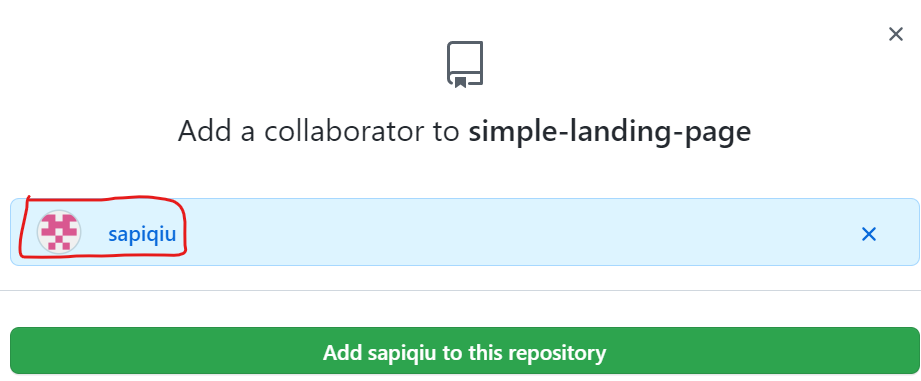 Add a collaborator to simple-landing-page
sapiqiu
Add sapiqiu to this repository